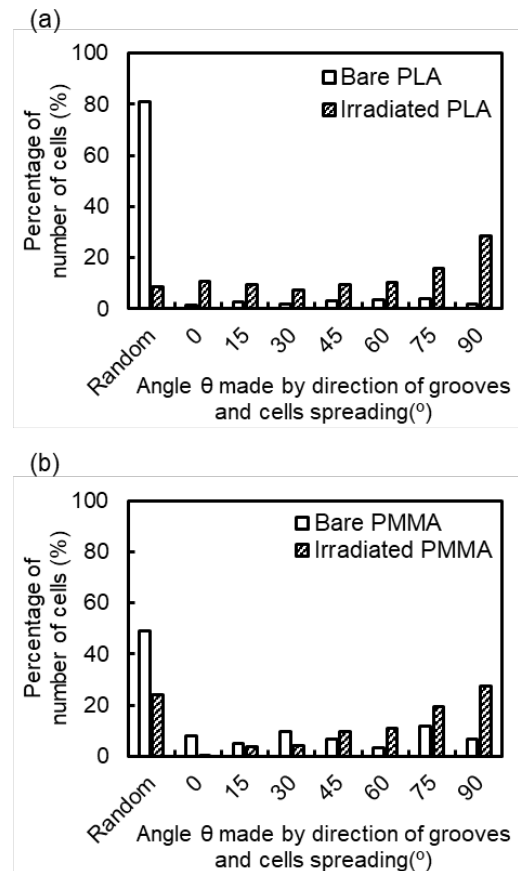 (a)
100
80
60
40
20
0
Percentage of
number of cells (%)
Bare PLA
Irradiated PLA
Random 0 15 30 45 60 75 90
Angle θ made by direction of grooves
and cells spreading(º)
(b)
100
80
60
40
20
0
Percentage of
number of cells (%)
Bare PMMA
Irradiated PMMA
Random 0 15 30 45 60 75 90
Angle θ made by direction of grooves
and cells spreading(º)